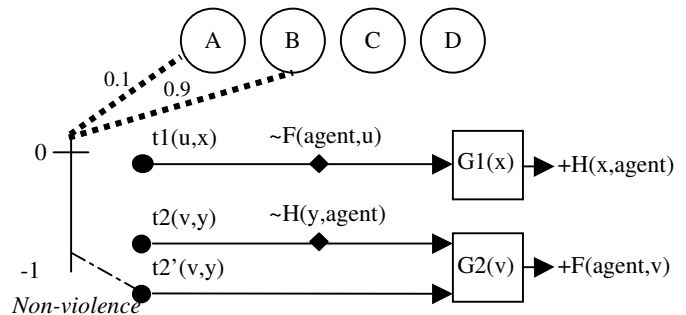 A B C D
0.1
0.9
t1(u,x) ~F(agent,u)
0 G1(x) +H(x,agent)
t2(v,y) ~H(y,agent)
t2'(v,y) G2(v) +F(agent,v)
-1
Non-violence